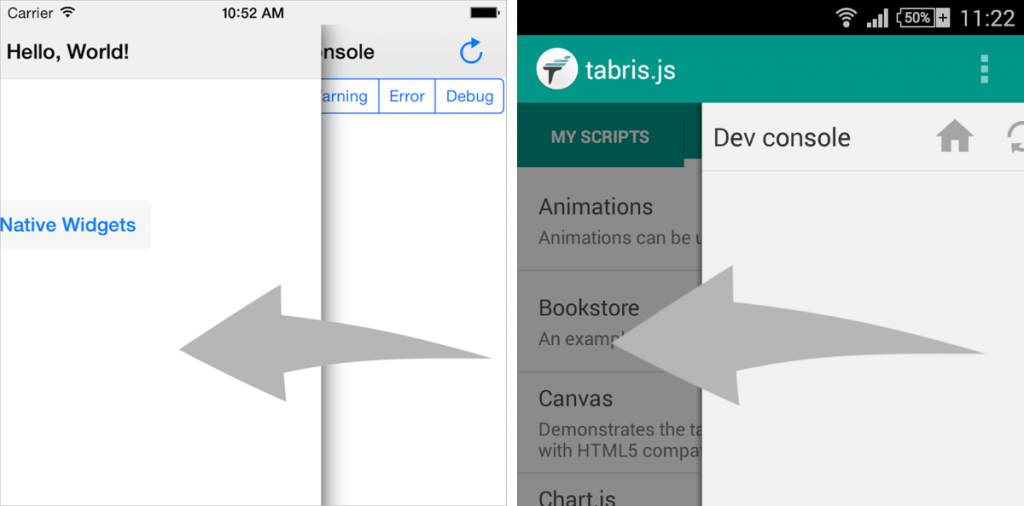 Carrier 10:52 AM
Hello, World!
nsole
arning Error Debug
Native Widgets
50% 11:22
tabris.js
MY SCRIPTS
Dev console
Animations
Animations can be u
Bookstore
An examp
Canvas
Demonstrates the ta
with HTML5 compat
Chart.js